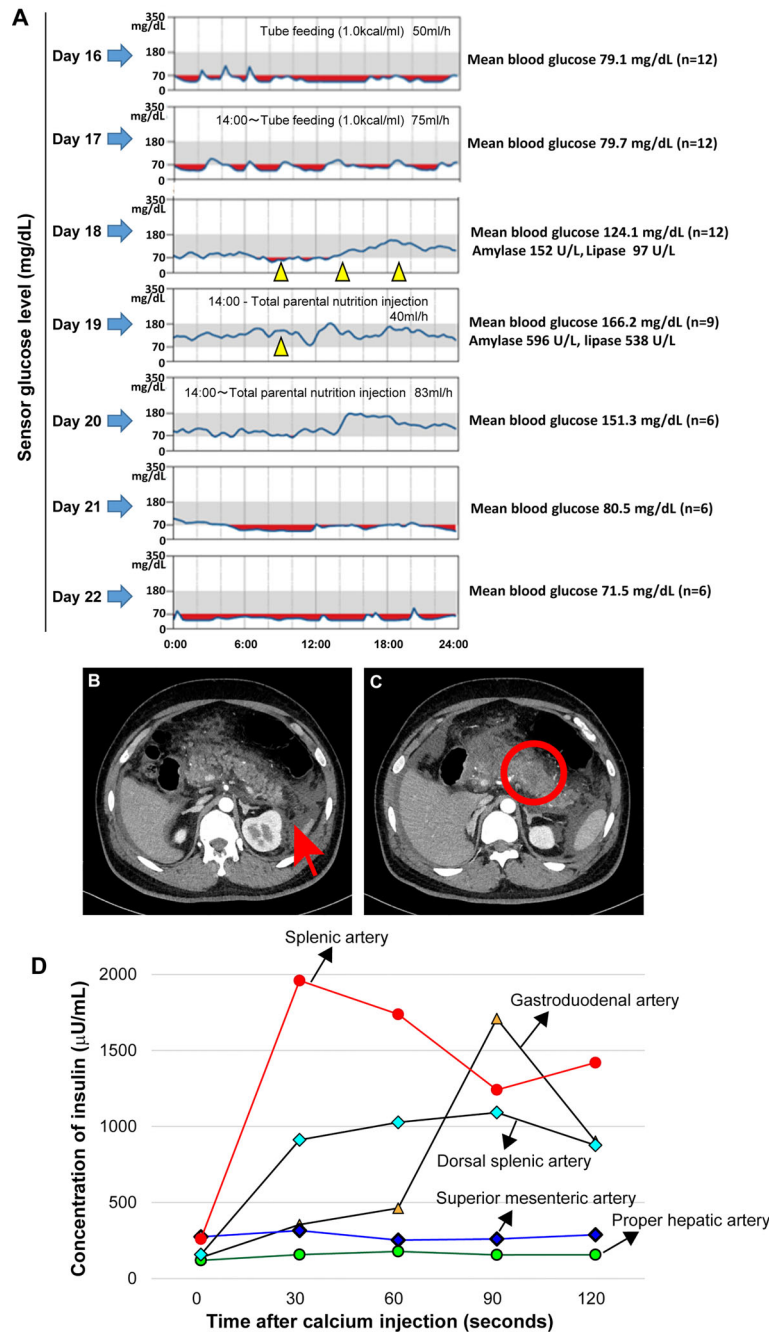 A
Sensor glucose level (mg/dL)
350
mg/dL
180
70
0
Day 16
Tube feeding (1.0kcal/ml) 50ml/h
Mean blood glucose 79.1 mg/dL (n=12)
350
mg/dL
180
70
0
Day 17
14:00～Tube feeding (1.0kcal/ml) 75ml/h
Mean blood glucose 79.7 mg/dL (n=12)
350
mg/dL
180
70
0
Day 18
Mean blood glucose 124.1 mg/dL (n=12)
Amylase 152 U/L, Lipase 97 U/L
350
mg/dL
180
70
0
Day 19
14:00 - Total parental nutrition injection
40ml/h
Mean blood glucose 166.2 mg/dL (n=9)
Amylase 596 U/L, lipase 538 U/L
350
mg/dL
180
70
0
Day 20
14:00～Total parental nutrition injection 83ml/h
Mean blood glucose 151.3 mg/dL (n=6)
350
mg/dL
180
70
0
Day 21
Mean blood glucose 80.5 mg/dL (n=6)
350
mg/dL
180
70
0
Day 22
Mean blood glucose 71.5 mg/dL (n=6)
0:00 6:00 12:00 18:00 24:00
B
C
D
Concentration of insulin (μU/mL)
2000
1500
1000
500
0
Splenic artery
Gastroduodenal artery
Dorsal splenic artery
Superior mesenteric artery
Proper hepatic artery
0 30 60 90 120
Time after calcium injection (seconds)